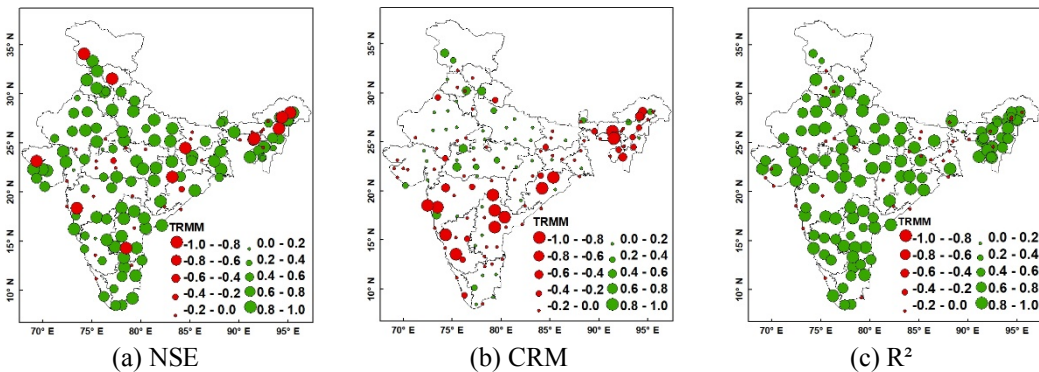 35° N
30° N
25° N
20° N
15° N
10° N
TRMM
-1.0 - -0.8 0.0 - 0.2
-0.8 - -0.6 0.2 - 0.4
-0.6 - -0.4 0.4 - 0.6
-0.4 - -0.2 0.6 - 0.8
-0.2 - 0.0 0.8 - 1.0
70° E 75° E 80° E 85° E 90° E 95° E
(a) NSE
35° N
30° N
25° N
20° N
15° N
10° N
TRMM
-1.0 - -0.8 0.0 - 0.2
-0.8 - -0.6 0.2 - 0.4
-0.6 - -0.4 0.4 - 0.6
-0.4 - -0.2 0.6 - 0.8
-0.2 - 0.0 0.8 - 1.0
70° E 75° E 80° E 85° E 90° E 95° E
(b) CRM
35° N
30° N
25° N
20° N
15° N
10° N
TRMM
-1.0 - -0.8 0.0 - 0.2
-0.8 - -0.6 0.2 - 0.4
-0.6 - -0.4 0.4 - 0.6
-0.4 - -0.2 0.6 - 0.8
-0.2 - 0.0 0.8 - 1.0
70° E 75° E 80° E 85° E 90° E 95° E
(c) R²